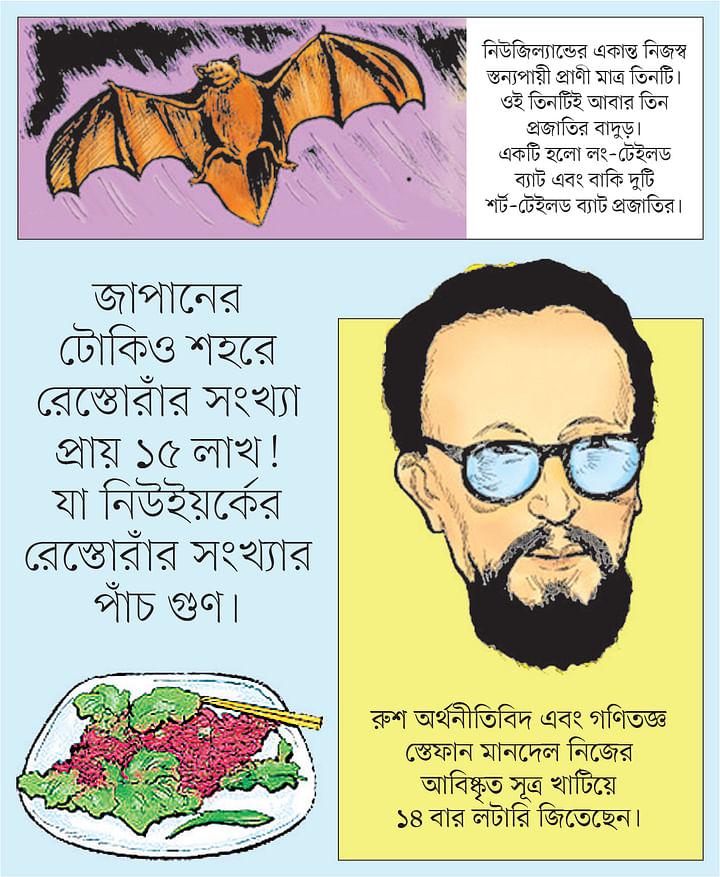 নিউজিল্যান্ডের একান্ত নিজস্ব
স্তন্যপায়ী প্রাণী মাত্র তিনটি।
ওই তিনটিই আবার তিন
প্রজাতির বাদুড়।
একটি হলো লং-টেইলড
ব্যাট এবং বাকি দুটি
শর্ট-টেইলড ব্যাট প্রজাতির।
জাপানের
টোকিও শহরে
রেস্তোরাঁর সংখ্যা
প্রায় ১৫ লাখ!
যা নিউইয়র্কের
রেস্তোরাঁর সংখ্যার
পাঁচ গুণ।
রুশ অর্থনীতিবিদ এবং গণিতজ্ঞ
স্তেফান মানদেল নিজের
আবিষ্কৃত সূত্র খাটিয়ে
১৪ বার লটারি জিতেছেন।